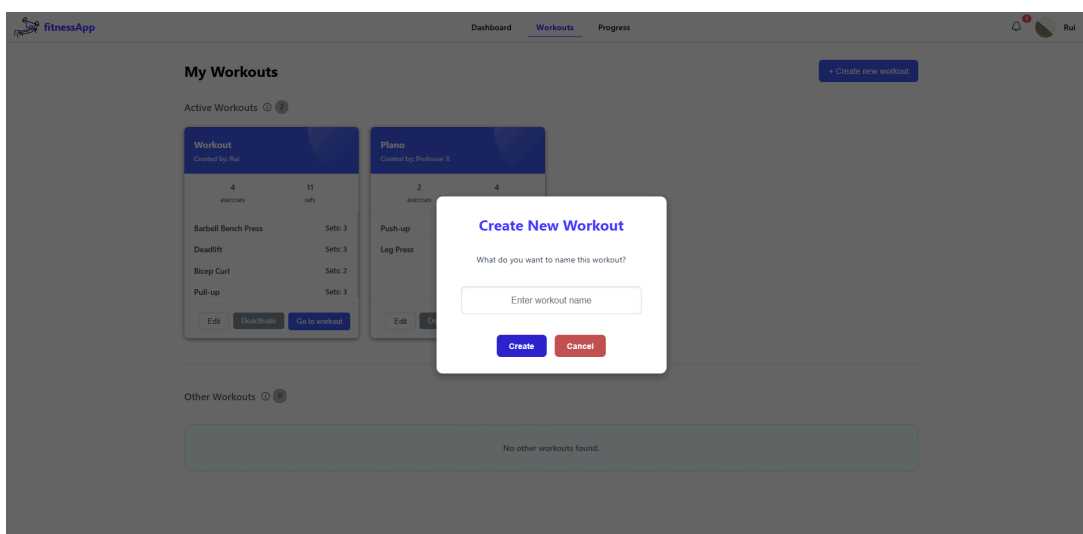 fitnessApp
Dashboard Workouts Progress
Rui
My Workouts
+ Create new workout
Active Workouts 2
Workout
Created by: Rui
4 11
exercises sets
Barbell Bench Press Sets: 3
Deadlift Sets: 3
Bicep Curl Sets: 2
Pull-up Sets: 3
Edit Deactivate Go to workout
Plano
Created by: Professor X
2 4
exercises
Push-up
Leg Press
Edit De
Create New Workout
What do you want to name this workout?
Enter workout name
Create Cancel
Other Workouts 0
No other workouts found.